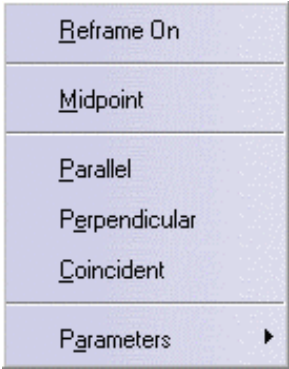 Reframe On
Midpoint
Parallel
Perpendicular
Coincident
Parameters